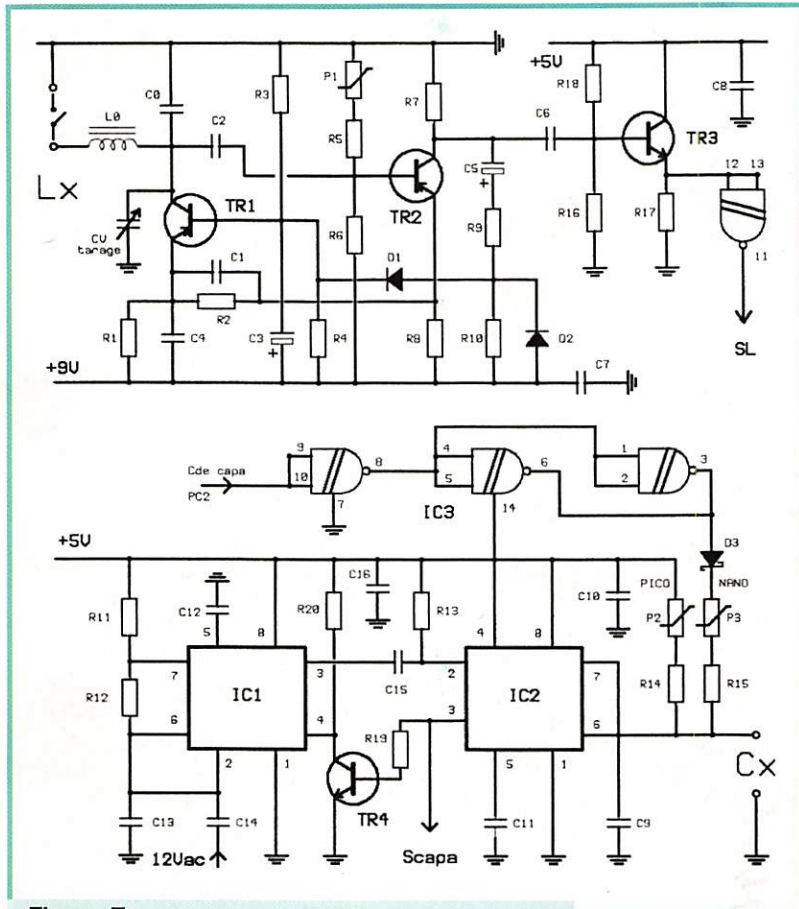 +5V
R18
C8
R3
P1
R7
C0
L0
C2
R5
C6
TR3
12 13
Lx
TR1
TR2
C5
+
R9
CV
tarage
R6
R16
R17
11
C1
D1
R2
SL
R1
C4
C3
+
R4
R8
R10
D2
C7
+9V
Cde capa
PC2
9
10
8
7
4
5
6
1
2
3
IC3
14
D3
+5V
C16
PICO
NANO
C12
R20
R13
C10
P2
P3
R11
5
8
4
8
7
3
C15
2
7
R14
R15
R12
IC1
IC2
6
4
R19
3
6
2
1
5
1
Cx
C13
C14
TR4
C11
C9
12Vac
Scapa